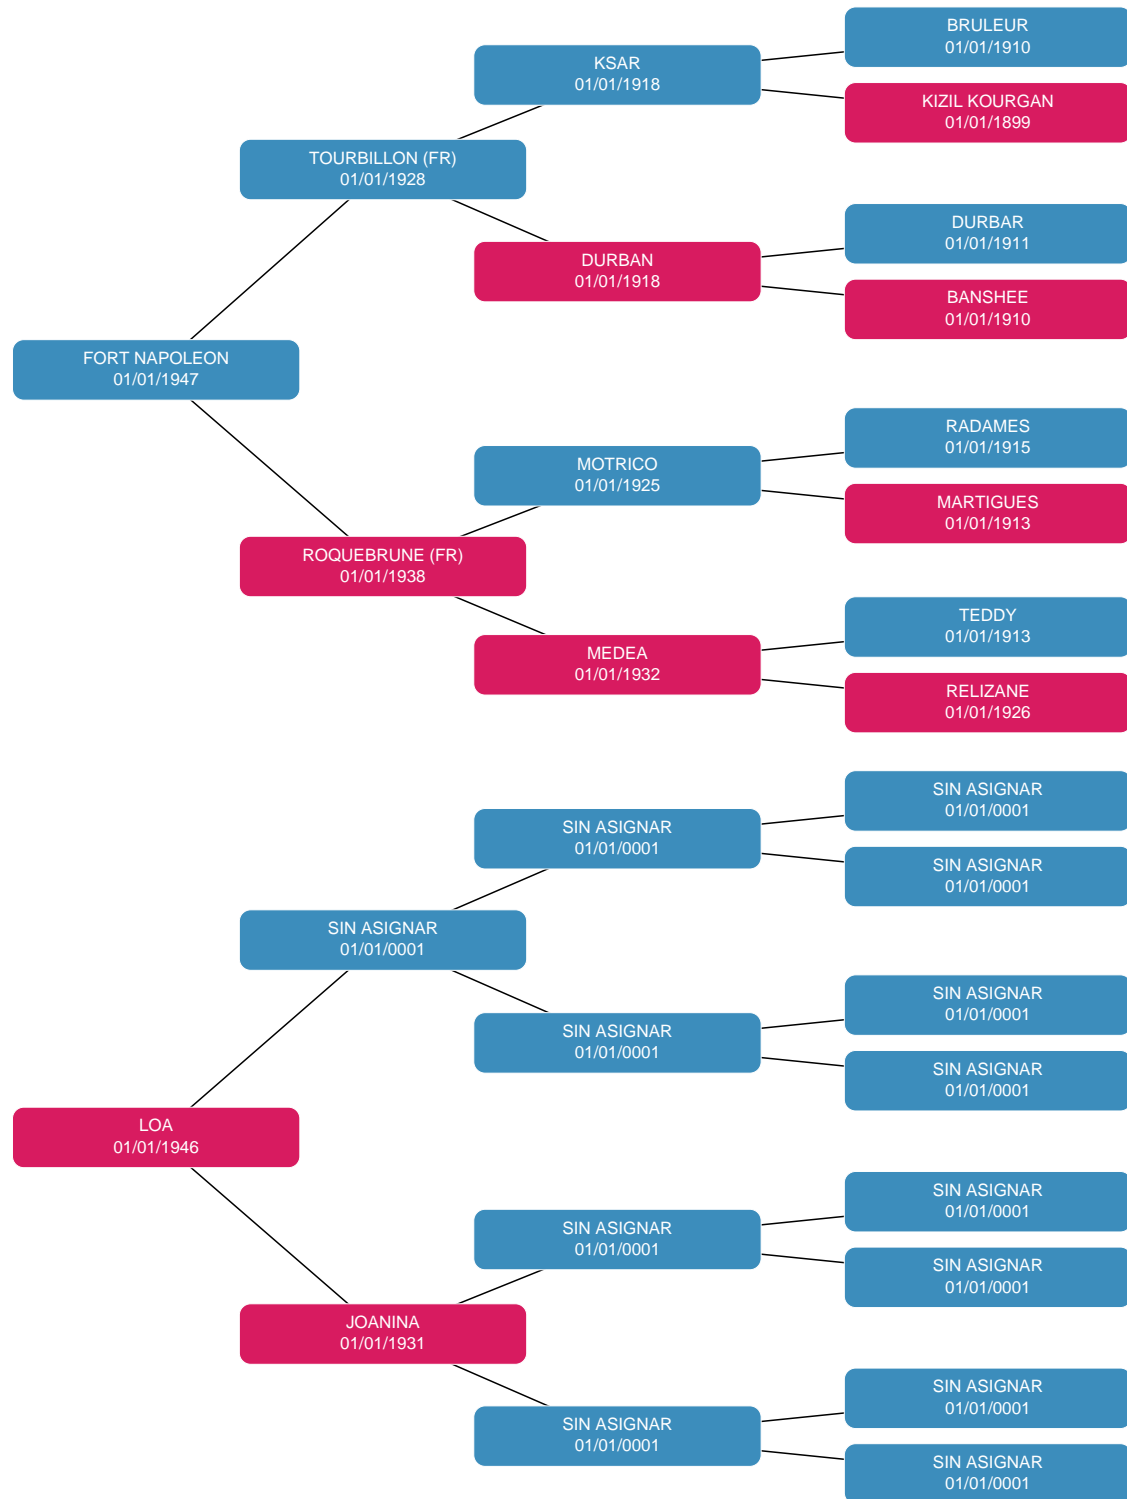 BRULEUR
01/01/1910
KSAR
01/01/1918
KIZIL KOURGAN
01/01/1899
TOURBILLON (FR)
01/01/1928
DURBAR
01/01/1911
DURBAN
01/01/1918
BANSHEE
01/01/1910
FORT NAPOLEON
01/01/1947
RADAMES
01/01/1915
MOTRICO
01/01/1925
MARTIGUES
01/01/1913
ROQUEBRUNE (FR)
01/01/1938
TEDDY
01/01/1913
MEDEA
01/01/1932
RELIZANE
01/01/1926
SIN ASIGNAR
01/01/0001
SIN ASIGNAR
01/01/0001
SIN ASIGNAR
01/01/0001
SIN ASIGNAR
01/01/0001
SIN ASIGNAR
01/01/0001
SIN ASIGNAR
01/01/0001
SIN ASIGNAR
01/01/0001
LOA
01/01/1946
SIN ASIGNAR
01/01/0001
SIN ASIGNAR
01/01/0001
SIN ASIGNAR
01/01/0001
JOANINA
01/01/1931
SIN ASIGNAR
01/01/0001
SIN ASIGNAR
01/01/0001
SIN ASIGNAR
01/01/0001